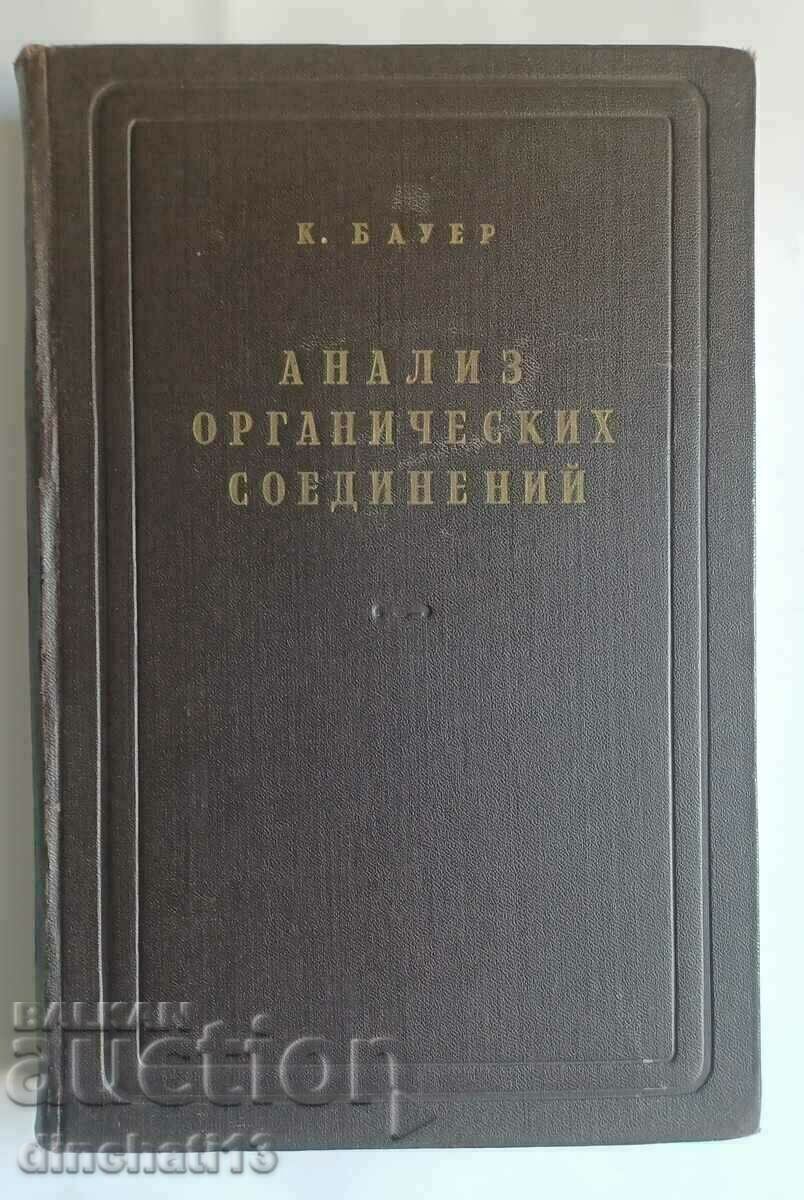 К. БАУЕР
АНАЛИЗ
ОРГАНИЧЕСКИХ
СОЕДИНЕНИЙ
BALKAN
auction
dinchati13